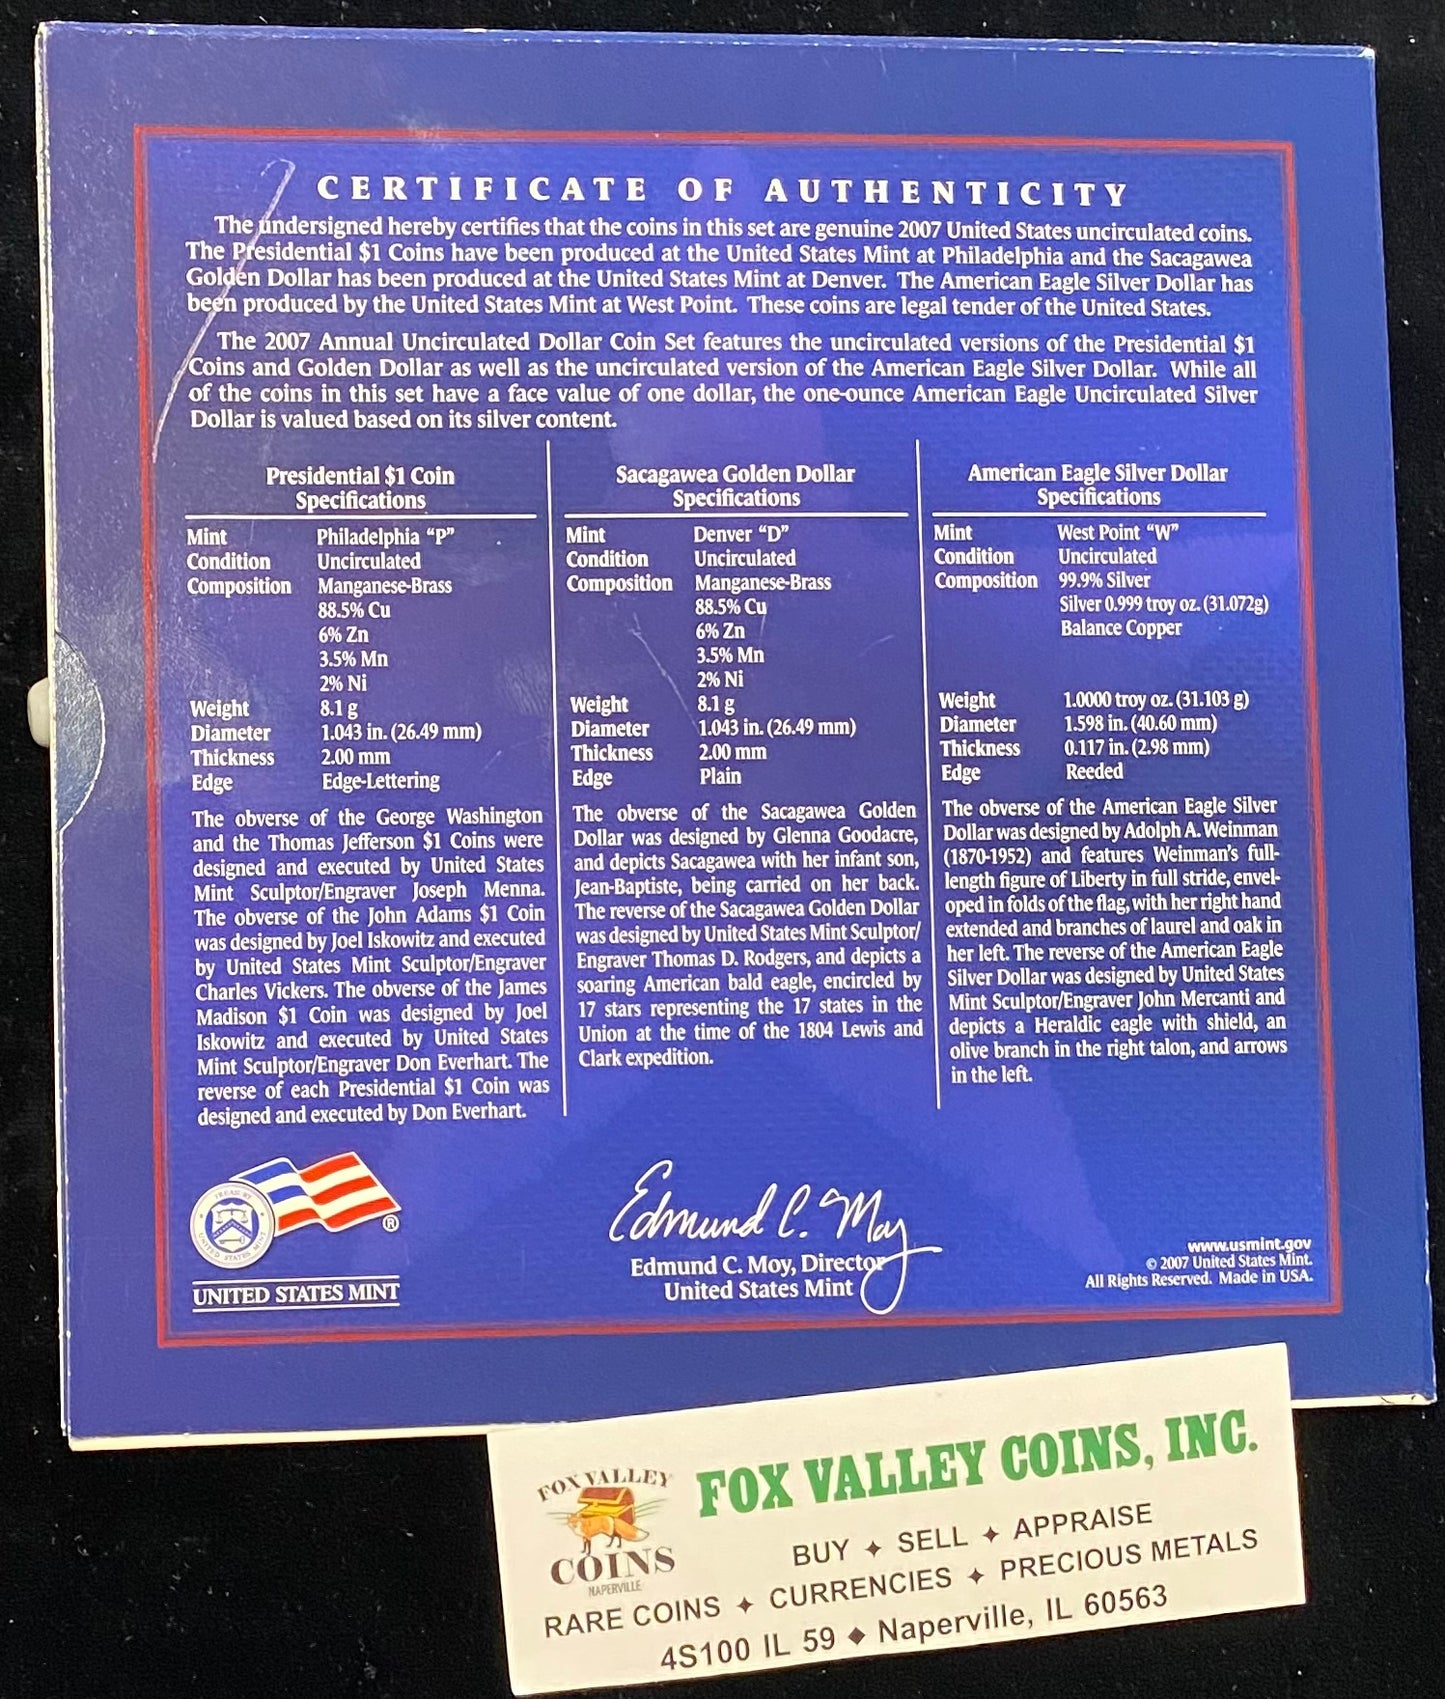 CERTIFICATE OF AUTHENTICITY
The undersigned hereby certifies that the coins in this set are genuine 2007 United States uncirculated coins.
The Presidential $1 Coins have been produced at the United States Mint at Philadelphia and the Sacagawea
Golden Dollar has been produced at the United States Mint at Denver. The American Eagle Silver Dollar has
been produced by the United States Mint at West Point. These coins are legal tender of the United States.
The 2007 Annual Uncirculated Dollar Coin Set features the uncirculated versions of the Presidential $1
Coins and Golden Dollar as well as the uncirculated version of the American Eagle Silver Dollar. While all
of the coins in this set have a face value of one dollar, the one-ounce American Eagle Uncirculated Silver
Dollar is valued based on its silver content.
Presidential $1 Coin
Specifications
Mint Philadelphia “P”
Condition Uncirculated
Composition Manganese-Brass
88.5% Cu
6% Zn
3.5% Mn
2% Ni
Weight 8.1 g
Diameter 1.043 in. (26.49 mm)
Thickness 2.00 mm
Edge Edge-Lettering
The obverse of the George Washington
and the Thomas Jefferson $1 Coins were
designed and executed by United States
Mint Sculptor/Engraver Joseph Menna.
The obverse of the John Adams $1 Coin
was designed by Joel Iskowitz and executed
by United States Mint Sculptor/Engraver
Charles Vickers. The obverse of the James
Madison $1 Coin was designed by Joel
Iskowitz and executed by United States
Mint Sculptor/Engraver Don Everhart. The
reverse of each Presidential $1 Coin was
designed and executed by Don Everhart.
Sacagawea Golden Dollar
Specifications
Mint Denver “D”
Condition Uncirculated
Composition Manganese-Brass
88.5% Cu
6% Zn
3.5% Mn
2% Ni
Weight 8.1 g
Diameter 1.043 in. (26.49 mm)
Thickness 2.00 mm
Edge Plain
The obverse of the Sacagawea Golden
Dollar was designed by Glenna Goodacre,
and depicts Sacagawea with her infant son,
Jean-Baptiste, being carried on her back.
The reverse of the Sacagawea Golden Dollar
was designed by United States Mint Sculptor/
Engraver Thomas D. Rodgers, and depicts a
soaring American bald eagle, encircled by
17 stars representing the 17 states in the
Union at the time of the 1804 Lewis and
Clark expedition.
American Eagle Silver Dollar
Specifications
Mint West Point “W”
Condition Uncirculated
Composition 99.9% Silver
Silver 0.999 troy oz. (31.072g)
Balance Copper
Weight 1.0000 troy oz. (31.103 g)
Diameter 1.598 in. (40.60 mm)
Thickness 0.117 in. (2.98 mm)
Edge Reeded
The obverse of the American Eagle Silver
Dollar was designed by Adolph A. Weinman
(1870-1952) and features Weinman's full-
length figure of Liberty in full stride, envel-
oped in folds of the flag, with her right hand
extended and branches of laurel and oak in
her left. The reverse of the American Eagle
Silver Dollar was designed by United States
Mint Sculptor/Engraver John Mercanti and
depicts a Heraldic eagle with shield, an
olive branch in the right talon, and arrows
in the left.
®
UNITED STATES MINT
Edmund C. Moy
Edmund C. Moy, Director
United States Mint
www.usmint.gov
© 2007 United States Mint.
All Rights Reserved. Made in USA.
FOX VALLEY
COINS
NAPERVILLE
FOX VALLEY COINS, INC.
BUY ✦ SELL ✦ APPRAISE
RARE COINS ✦ CURRENCIES ✦ PRECIOUS METALS
4S100 IL 59 ◆ Naperville, IL 60563